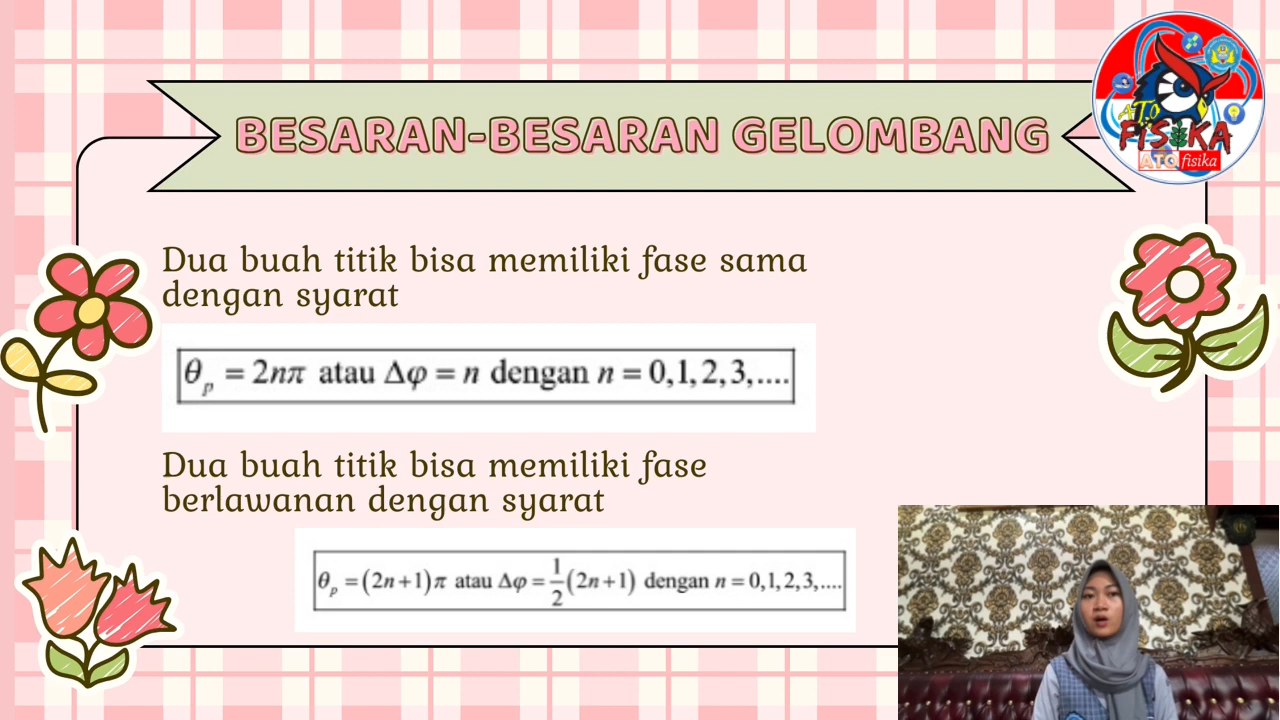 BESARAN-BESARAN GELOMBANG
ATO
FISIKA
ATO fisika
Dua buah titik bisa memiliki fase sama
dengan syarat
θ_p = 2nπ atau Δφ = n dengan n = 0,1,2,3,....
Dua buah titik bisa memiliki fase
berlawanan dengan syarat
θ_p = (2n+1)π atau Δφ = 1/2 (2n+1) dengan n = 0,1,2,3,....